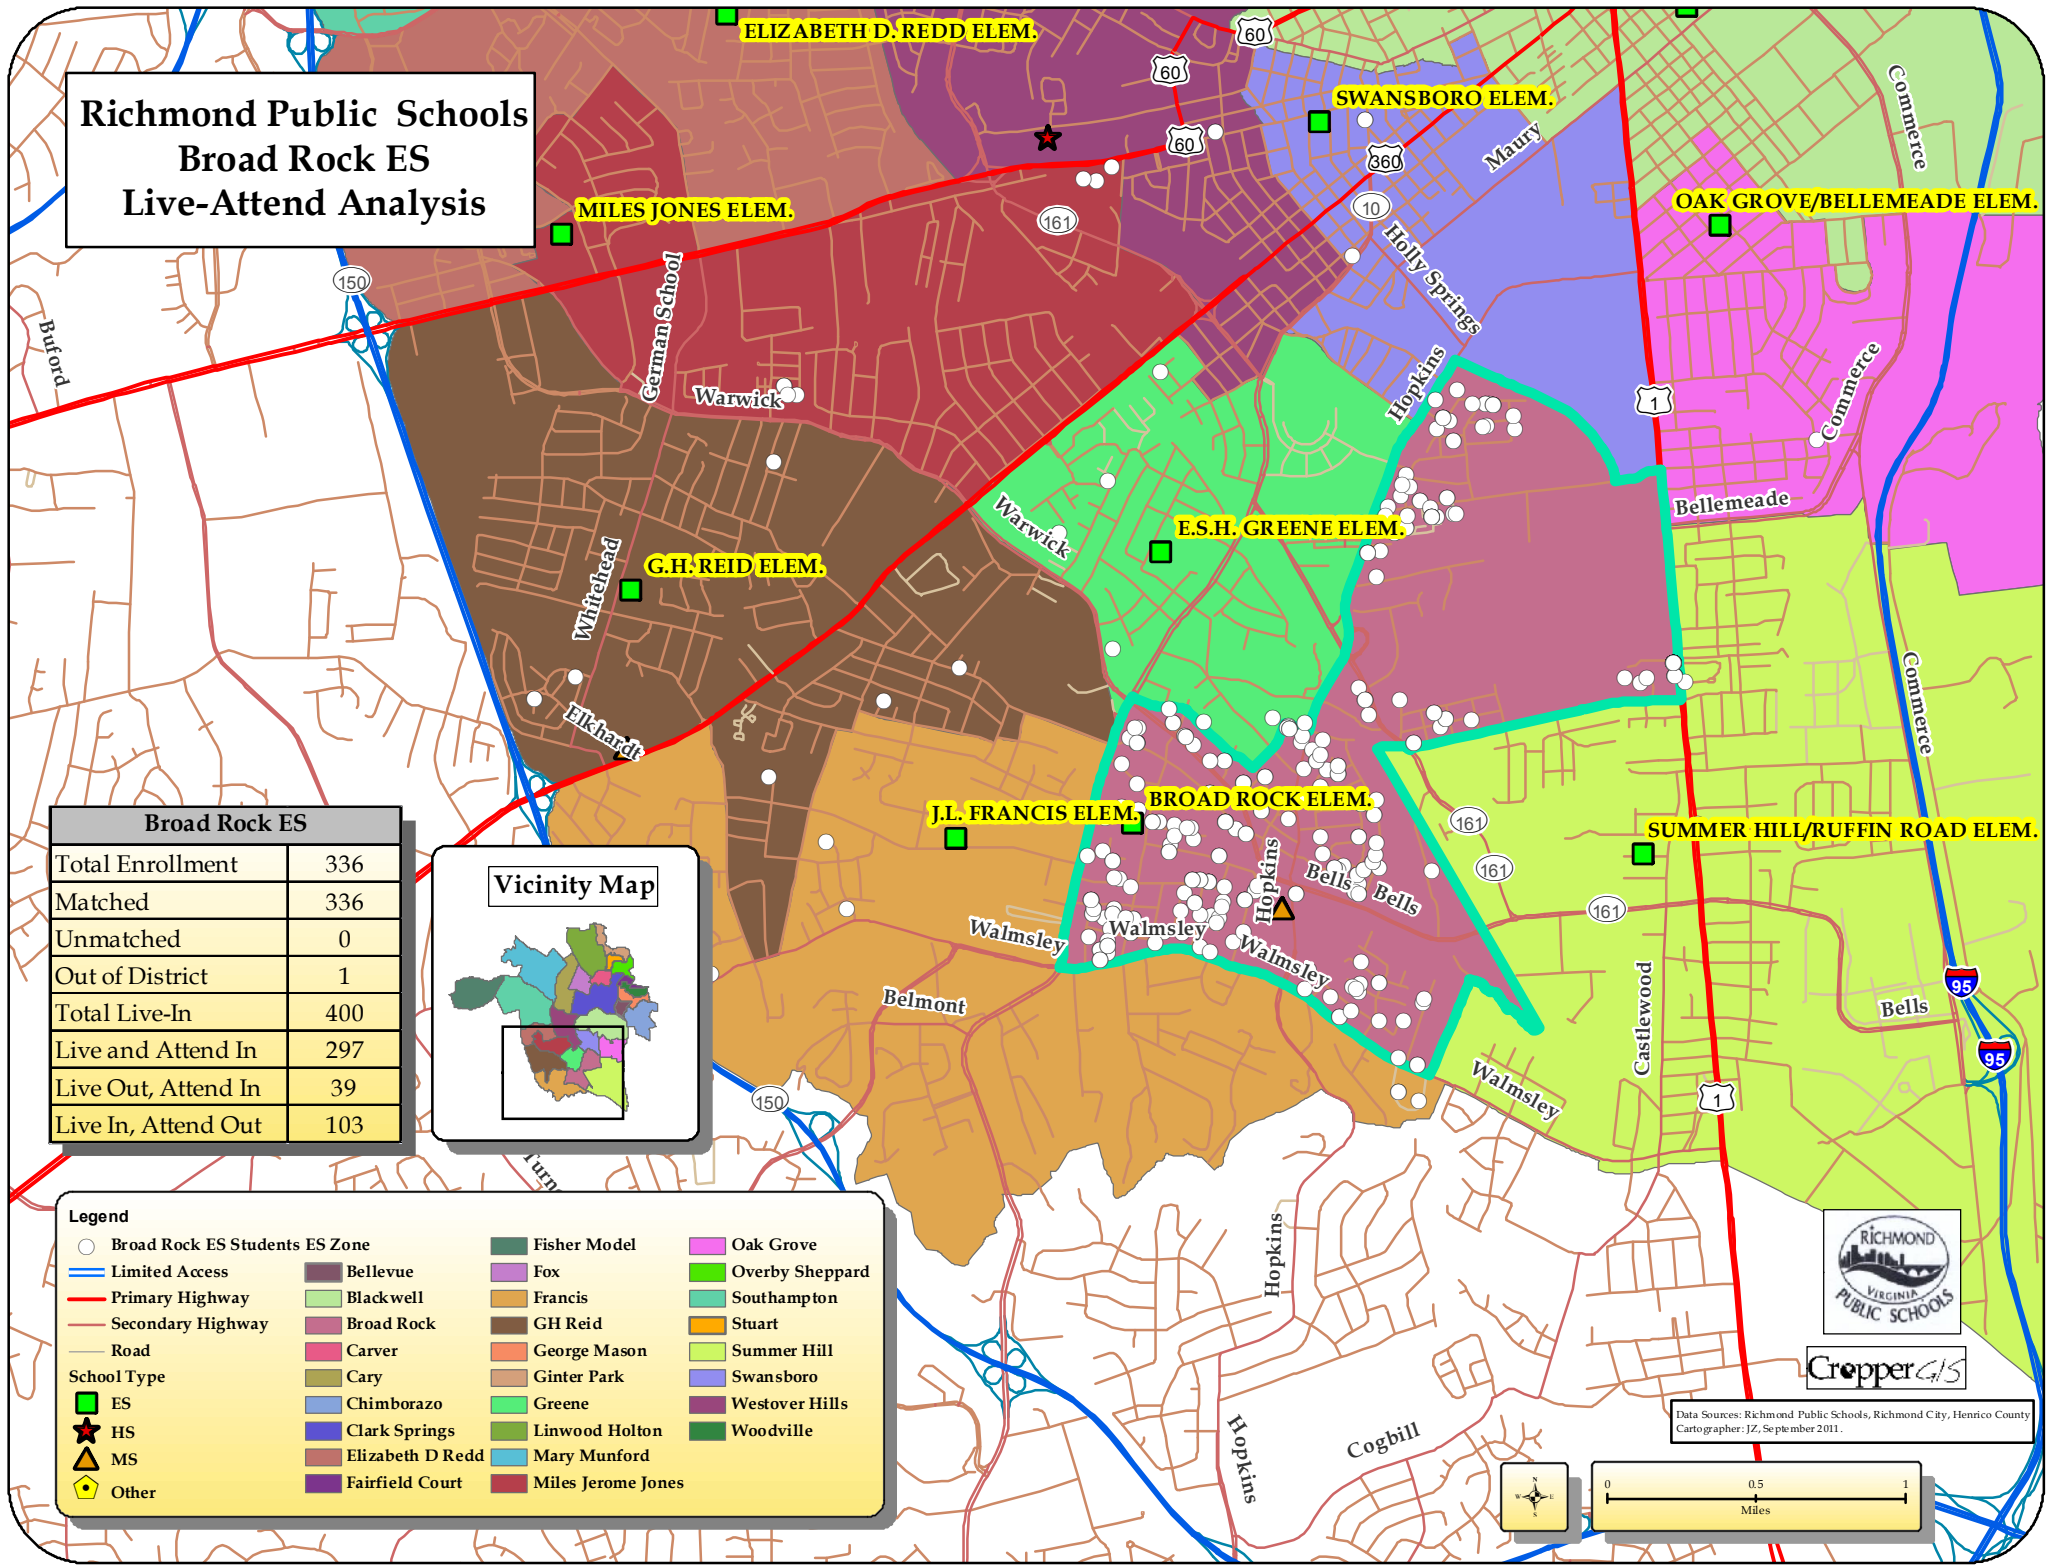 Richmond Public Schools
Broad Rock ES
Live-Attend Analysis
ELIZABETH D. REDD ELEM.
60
60
60
SWANSBORO ELEM.
360
Maury
Commerce
MILES JONES ELEM.
161
10
OAK GROVE/BELLEMEADE ELEM.
150
German School
Holly Springs
Buford
Warwick
Hopkins
1
Commerce
Warwick
Bellemeade
E.S.H. GREENE ELEM.
G.H. REID ELEM.
Whitehead
Elkhardt
Commerce
J.L. FRANCIS ELEM.
BROAD ROCK ELEM.
161
SUMMER HILL/RUFFIN ROAD ELEM.
161
161
Hopkins
Bells
Bells
Walmsley
Walmsley
Walmsley
Belmont
Castlewood
95
Bells
95
Walmsley
1
150
Broad Rock ES
Total Enrollment 336
Matched 336
Unmatched 0
Out of District 1
Total Live-In 400
Live and Attend In 297
Live Out, Attend In 39
Live In, Attend Out 103
Vicinity Map
Hopkins
Hopkins
Cogbill
Legend
Broad Rock ES Students
Limited Access
Primary Highway
Secondary Highway
Road
School Type
ES
HS
MS
Other
ES Zone
Bellevue
Blackwell
Broad Rock
Carver
Cary
Chimborazo
Clark Springs
Elizabeth D Redd
Fairfield Court
Fisher Model
Fox
Francis
GH Reid
George Mason
Ginter Park
Greene
Linwood Holton
Mary Munford
Miles Jerome Jones
Oak Grove
Overby Sheppard
Southampton
Stuart
Summer Hill
Swansboro
Westover Hills
Woodville
RICHMOND
VIRGINIA
PUBLIC SCHOOLS
Cropper GIS
Data Sources: Richmond Public Schools, Richmond City, Henrico County
Cartographer: JZ, September 2011.
N
W E
S
0 0.5 1
Miles